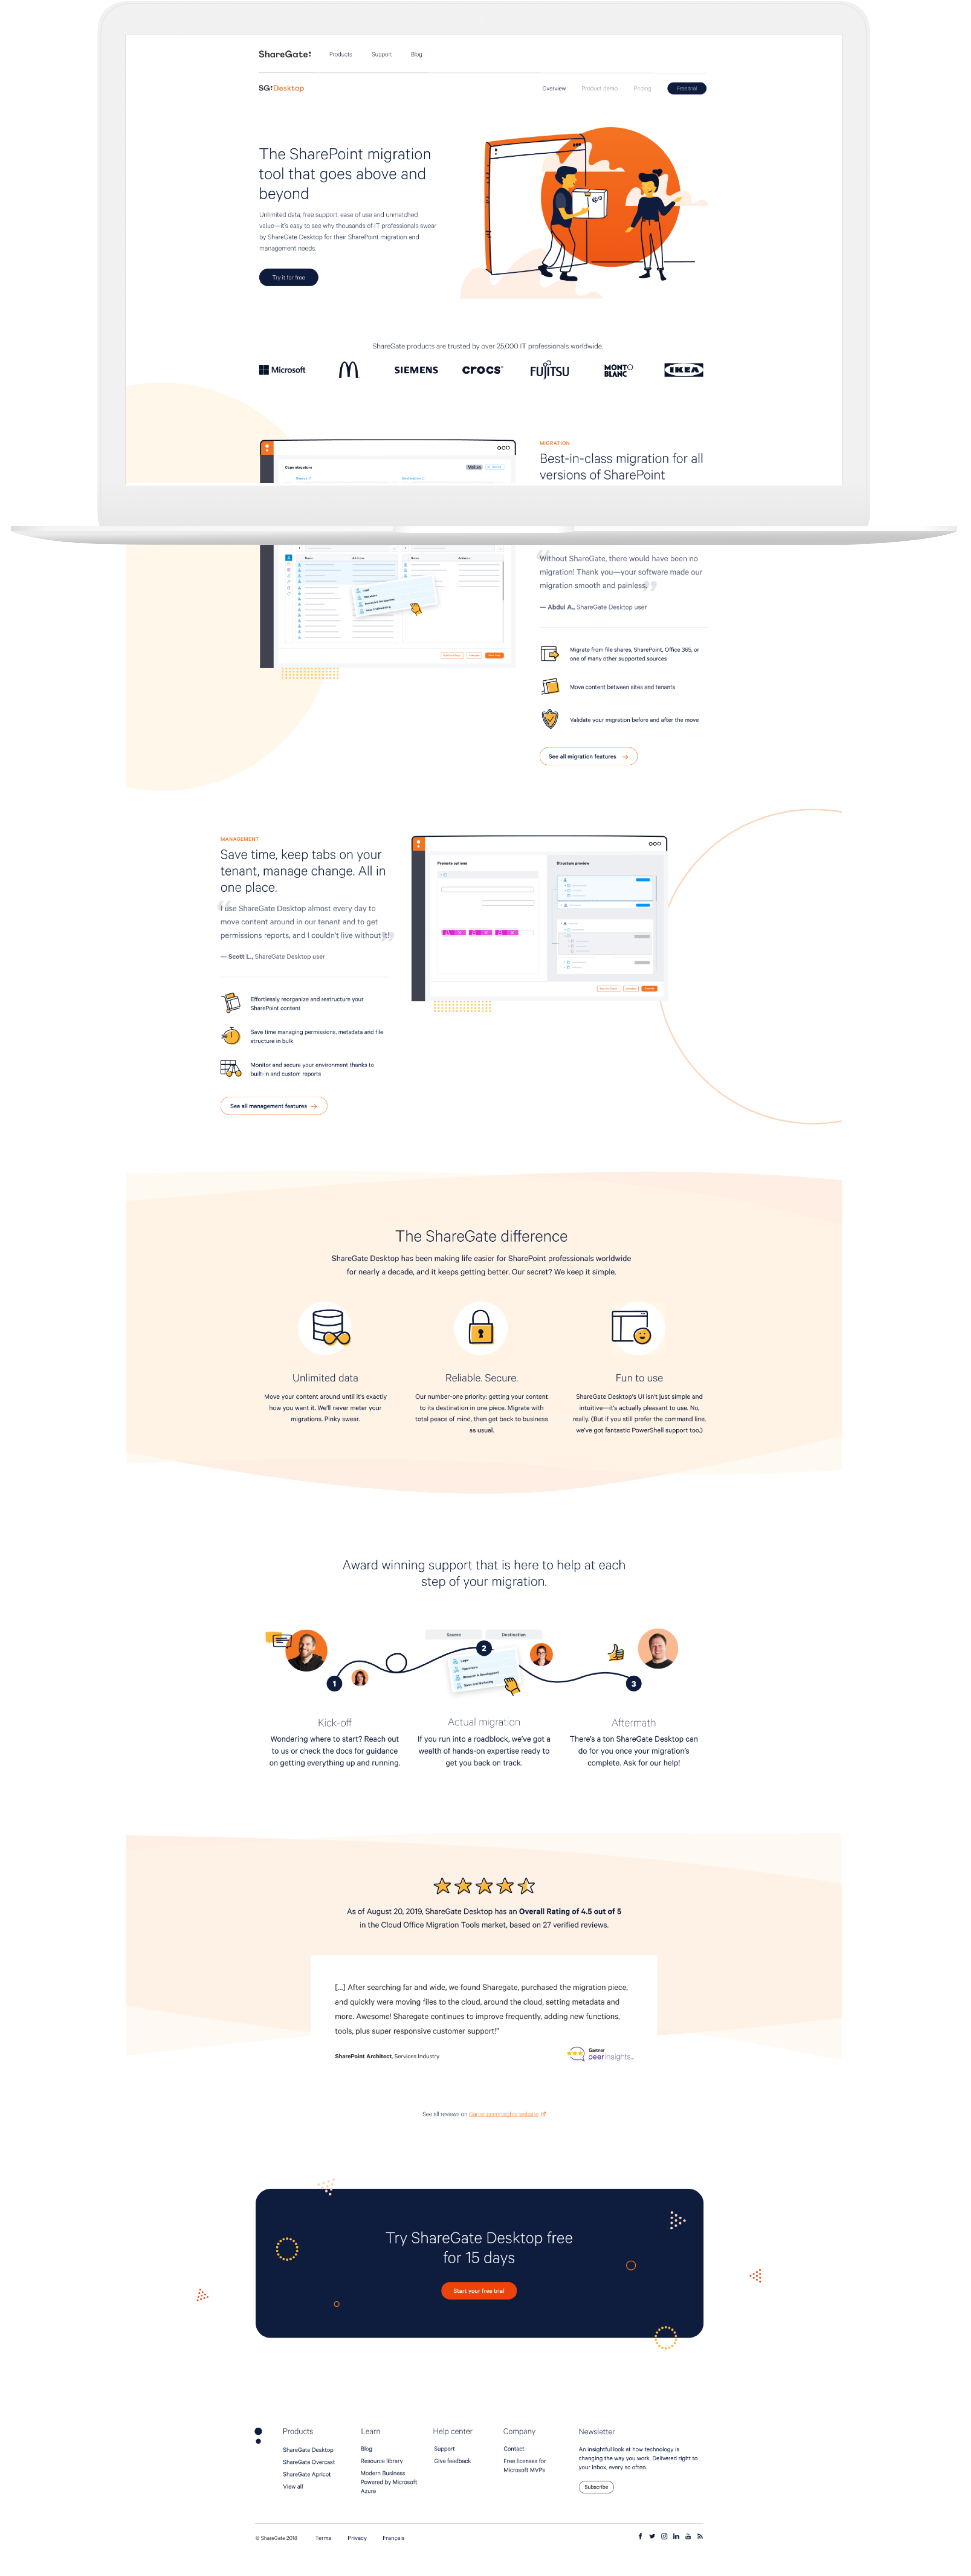 ShareGate
Products Support Blog
SG Desktop
Overview Product demo Pricing Free trial
The SharePoint migration
tool that goes above and
beyond
Unlimited data, free support, ease of use and unmatched
value—it's easy to see why thousands of IT professionals swear
by ShareGate Desktop for their SharePoint migration and
management needs.
Try it for free
ShareGate products are trusted by over 25,000 IT professionals worldwide.
Microsoft
SIEMENS
crocs
FUJITSU
MONT
BLANC
IKEA
Copy structure
Value
MIGRATION
Best-in-class migration for all
versions of SharePoint
“Without ShareGate, there would have been no
migration! Thank you—your software made our
migration smooth and painless.”
— Abdul A., ShareGate Desktop user
Migrate from file shares, SharePoint, Office 365, or
one of many other supported sources
Move content between sites and tenants
Validate your migration before and after the move
See all migration features
MANAGEMENT
Save time, keep tabs on your
tenant, manage change. All in
one place.
“I use ShareGate Desktop almost every day to
move content around in our tenant and to get
permissions reports, and I couldn't live without it!”
— Scott L., ShareGate Desktop user
Effortlessly reorganize and restructure your
SharePoint content
Save time managing permissions, metadata and file
structure in bulk
Monitor and secure your environment thanks to
built-in and custom reports
See all management features
Promote options
Structure preview
The ShareGate difference
ShareGate Desktop has been making life easier for SharePoint professionals worldwide
for nearly a decade, and it keeps getting better. Our secret? We keep it simple.
Unlimited data
Move your content around until it's exactly
how you want it. We'll never meter your
migrations. Pinky swear.
Reliable. Secure.
Our number-one priority: getting your content
to its destination in one piece. Migrate with
total peace of mind, then get back to business
as usual.
Fun to use
ShareGate Desktop's UI isn't just simple and
intuitive—it's actually pleasant to use. No,
really. (But if you still prefer the command line,
we've got fantastic PowerShell support too.)
Award winning support that is here to help at each
step of your migration.
Source Destination
1
2
3
Legal
Operations
Research & Development
Sales and Marketing
Kick-off
Wondering where to start? Reach out
to us or check the docs for guidance
on getting everything up and running.
Actual migration
If you run into a roadblock, we've got a
wealth of hands-on expertise ready to
get you back on track.
Aftermath
There's a ton ShareGate Desktop can
do for you once your migration's
complete. Ask for our help!
As of August 20, 2019, ShareGate Desktop has an Overall Rating of 4.5 out of 5
in the Cloud Office Migration Tools market, based on 27 verified reviews.
[...] After searching far and wide, we found Sharegate, purchased the migration piece,
and quickly were moving files to the cloud, around the cloud, setting metadata and
more. Awesome! Sharegate continues to improve frequently, adding new functions,
tools, plus super responsive customer support!"
SharePoint Architect, Services Industry
Gartner
peerinsights
See all reviews on Gartner peerinsights website
Try ShareGate Desktop free
for 15 days
Start your free trial
Products
ShareGate Desktop
ShareGate Overcast
ShareGate Apricot
View all
Learn
Blog
Resource library
Modern Business
Powered by Microsoft
Azure
Help center
Support
Give feedback
Company
Contact
Free licenses for
Microsoft MVPs
Newsletter
An insightful look at how technology is
changing the way you work. Delivered right to
your inbox, every so often.
Subscribe
© ShareGate 2018 Terms Privacy Français